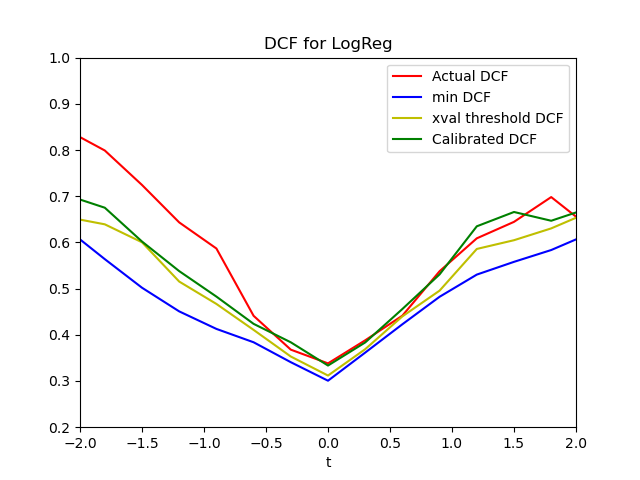 DCF for LogReg
Actual DCF
min DCF
xval threshold DCF
Calibrated DCF
1.0
0.9
0.8
0.7
0.6
0.5
0.4
0.3
0.2
−2.0 −1.5 −1.0 −0.5 0.0 0.5 1.0 1.5 2.0
t